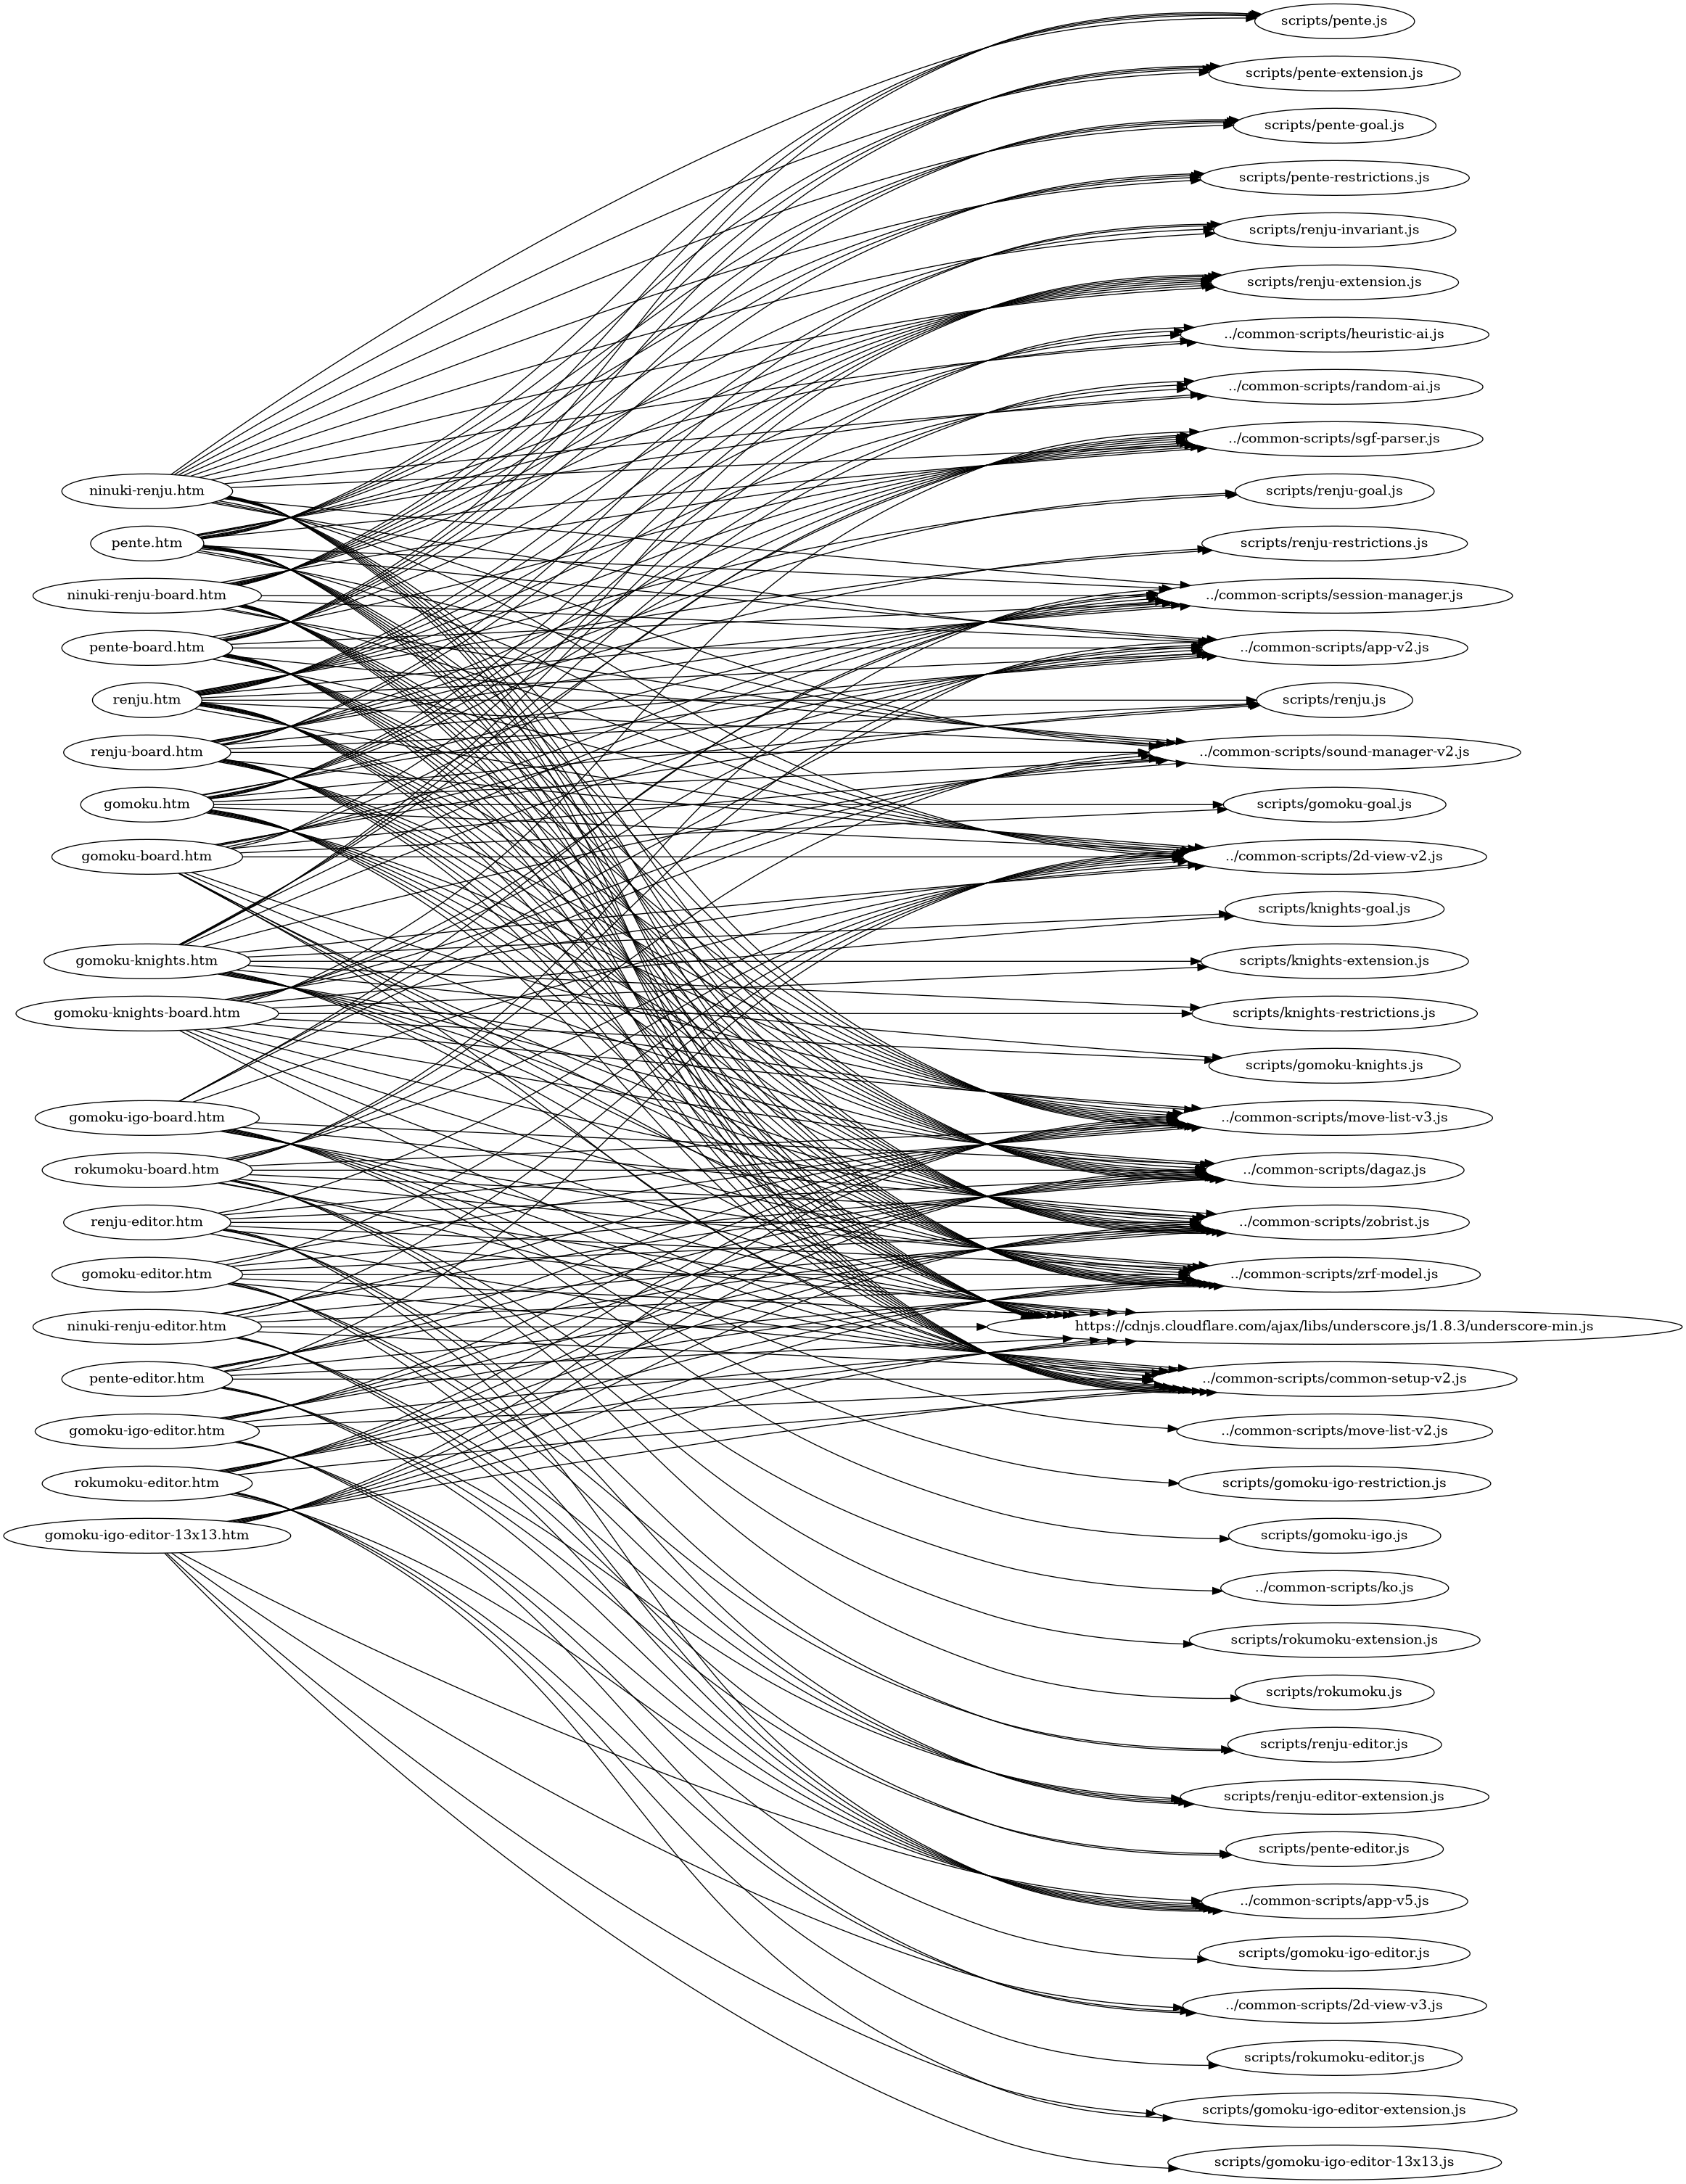 scripts/pente.js
scripts/pente-extension.js
scripts/pente-goal.js
scripts/pente-restrictions.js
scripts/renju-invariant.js
scripts/renju-extension.js
../common-scripts/heuristic-ai.js
../common-scripts/random-ai.js
../common-scripts/sgf-parser.js
ninuki-renju.htm
scripts/renju-goal.js
pente.htm
scripts/renju-restrictions.js
ninuki-renju-board.htm
../common-scripts/session-manager.js
pente-board.htm
../common-scripts/app-v2.js
renju.htm
scripts/renju.js
renju-board.htm
../common-scripts/sound-manager-v2.js
gomoku.htm
scripts/gomoku-goal.js
gomoku-board.htm
../common-scripts/2d-view-v2.js
scripts/knights-goal.js
gomoku-knights.htm
scripts/knights-extension.js
gomoku-knights-board.htm
scripts/knights-restrictions.js
scripts/gomoku-knights.js
gomoku-igo-board.htm
../common-scripts/move-list-v3.js
rokumoku-board.htm
../common-scripts/dagaz.js
renju-editor.htm
../common-scripts/zobrist.js
gomoku-editor.htm
../common-scripts/zrf-model.js
ninuki-renju-editor.htm
https://cdnjs.cloudflare.com/ajax/libs/underscore.js/1.8.3/underscore-min.js
pente-editor.htm
../common-scripts/common-setup-v2.js
gomoku-igo-editor.htm
../common-scripts/move-list-v2.js
rokumoku-editor.htm
scripts/gomoku-igo-restriction.js
gomoku-igo-editor-13x13.htm
scripts/gomoku-igo.js
../common-scripts/ko.js
scripts/rokumoku-extension.js
scripts/rokumoku.js
scripts/renju-editor.js
scripts/renju-editor-extension.js
scripts/pente-editor.js
../common-scripts/app-v5.js
scripts/gomoku-igo-editor.js
../common-scripts/2d-view-v3.js
scripts/rokumoku-editor.js
scripts/gomoku-igo-editor-extension.js
scripts/gomoku-igo-editor-13x13.js